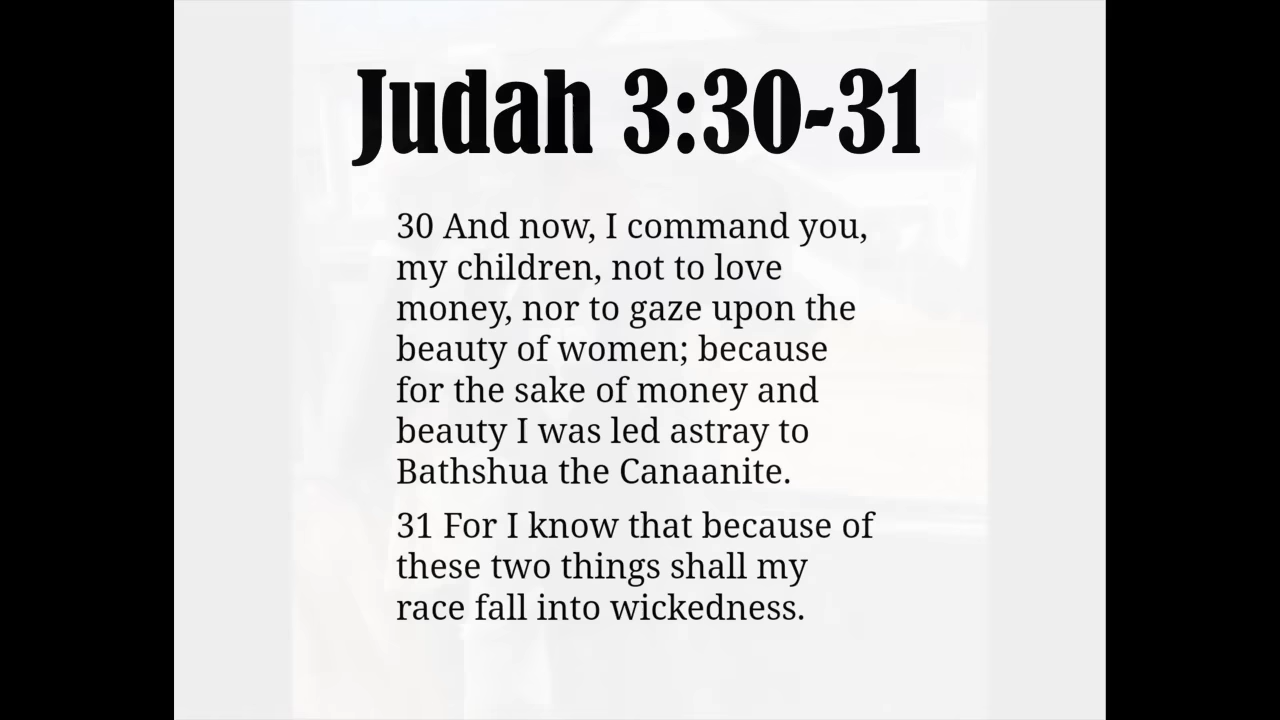 Judah 3:30-31
30 And now, I command you,
my children, not to love
money, nor to gaze upon the
beauty of women; because
for the sake of money and
beauty I was led astray to
Bathshua the Canaanite.
31 For I know that because of
these two things shall my
race fall into wickedness.